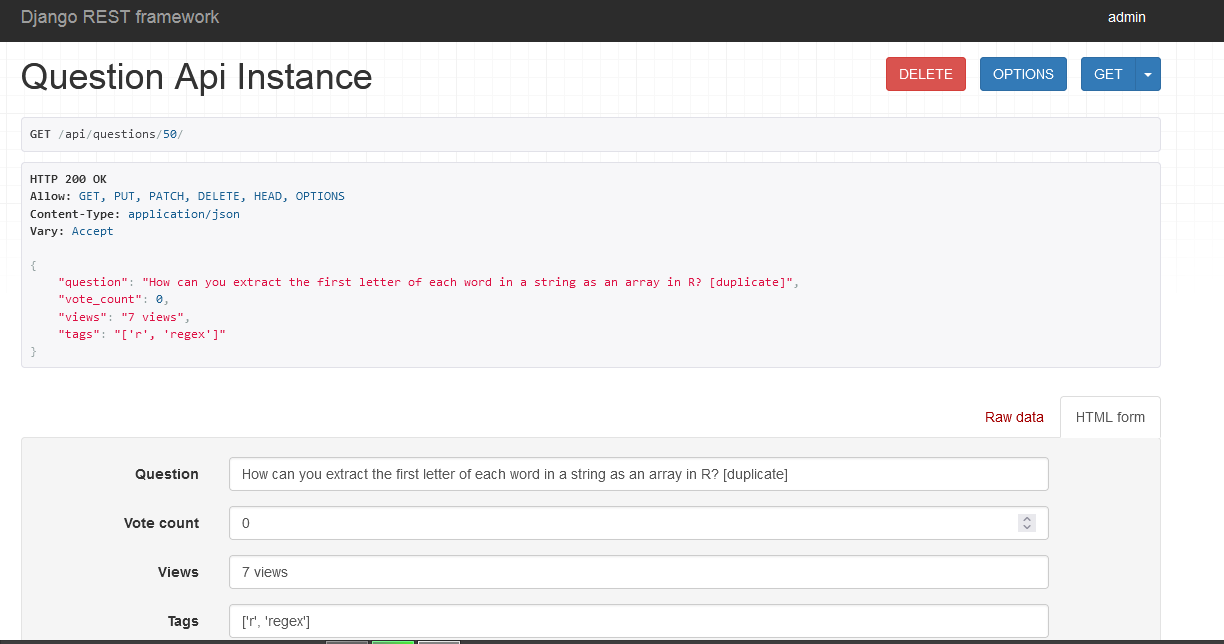 Django REST framework
admin
Question Api Instance
DELETE
OPTIONS
GET
GET /api/questions/50/
HTTP 200 OK
Allow: GET, PUT, PATCH, DELETE, HEAD, OPTIONS
Content-Type: application/json
Vary: Accept
{
"question": "How can you extract the first letter of each word in a string as an array in R? [duplicate]",
"vote_count": 0,
"views": "7 views",
"tags": "['r', 'regex']"
}
Raw data
HTML form
Question
How can you extract the first letter of each word in a string as an array in R? [duplicate]
Vote count
0
Views
7 views
Tags
['r', 'regex']